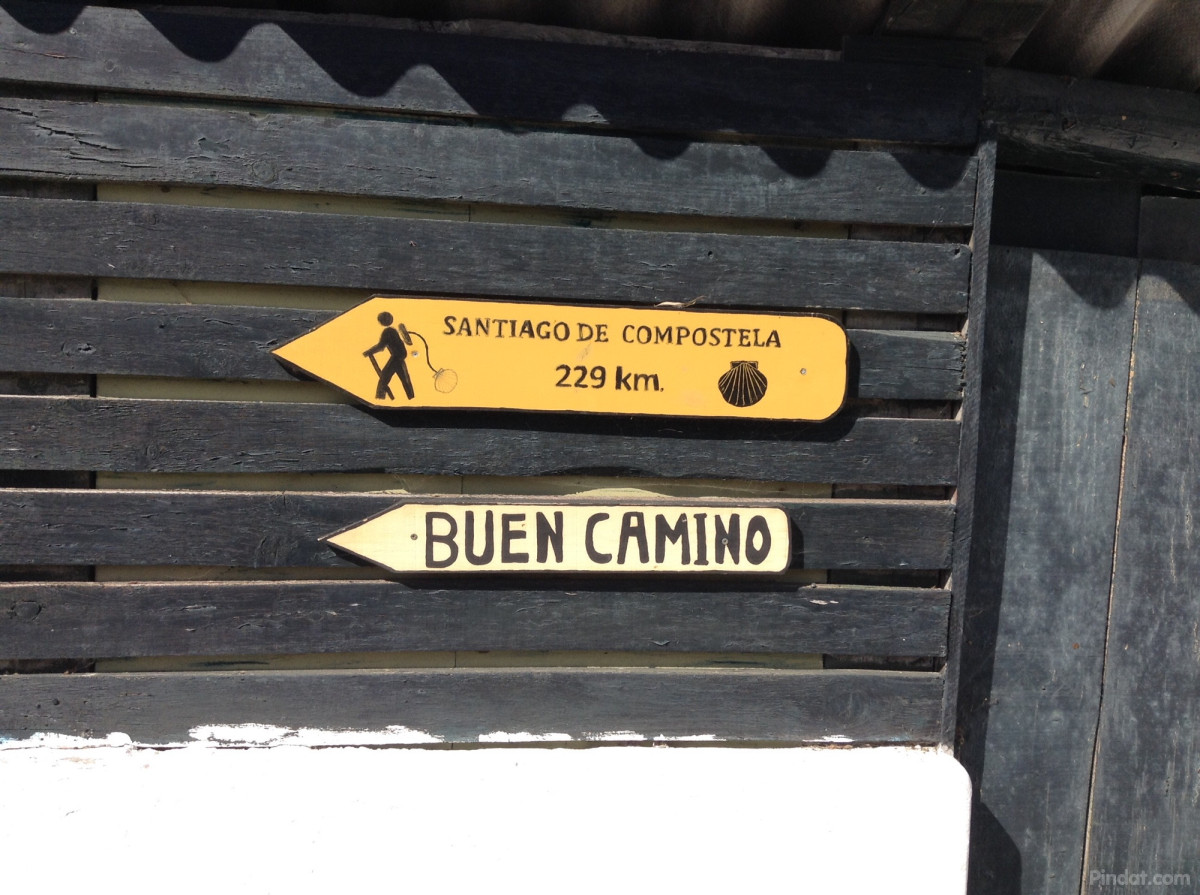 SANTIAGO DE COMPOSTELA
229 km.
BUEN CAMINO
Pindat.com